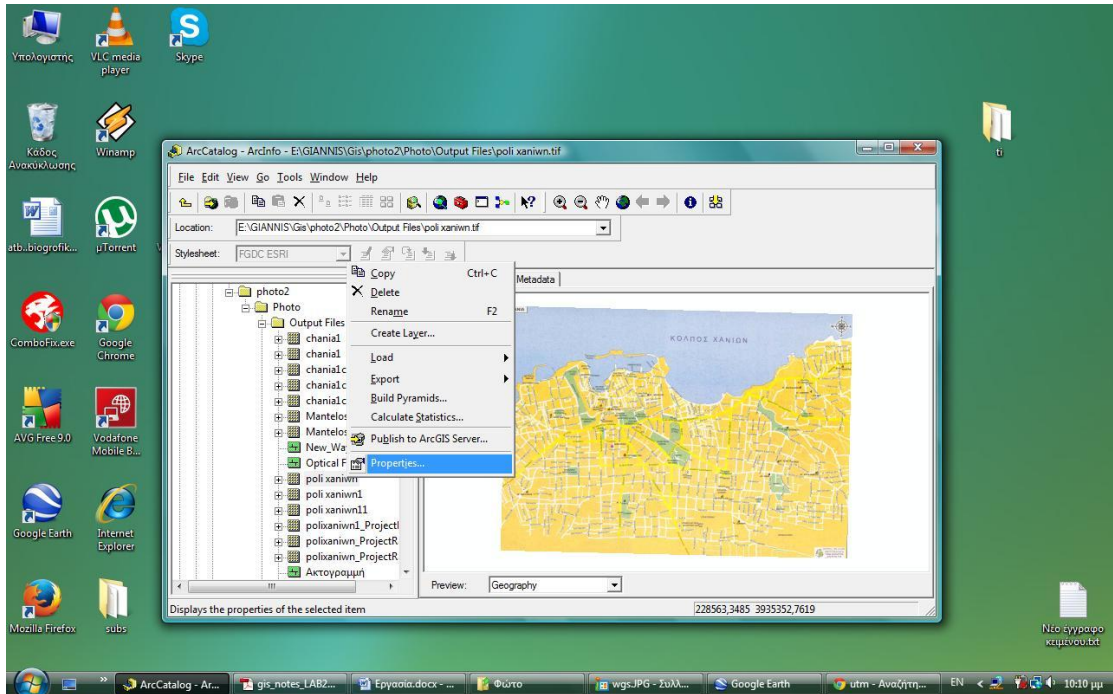 Υπολογιστής
VLC media player
Skype
Κάδος Ανακύκλωσης
Winamp
ti
atb..biogrofik...
µTorrent
ComboFix.exe
Google Chrome
AVG Free 9.0
Vodafone Mobile B...
Google Earth
Internet Explorer
Mozilla Firefox
subs
Νέο έγγραφο κειμένου.txt
ArcCatalog - ArcInfo - E:\GIANNIS\Gis\photo2\Photo\Output Files\poli xaniwn.tif
File Edit View Go Tools Window Help
Location: E:\GIANNIS\Gis\photo2\Photo\Output Files\poli xaniwn.tif
Stylesheet: FGDC ESRI
Metadata
photo2
Photo
Output Files
chania1
chania1
chania1c
chania1c
Mantelos
Mantelos
New_Wa
Optical F
poli xaniwn
poli xaniwn1
poli xaniwn11
polixaniwn1_Projectl
polixaniwn_ProjectR
polixaniwn_ProjectR
Ακτογραμμή
Copy Ctrl+C
Delete
Rename F2
Create Layer...
Load
Export
Build Pyramids...
Calculate Statistics...
Publish to ArcGIS Server...
Properties...
ΚΟΛΠΟΣ ΧΑΝΙΩΝ
Preview: Geography
Displays the properties of the selected item
228563,3485 3935352,7619
ArcCatalog - Ar...
gis_notes_LAB2...
Εργασία.docx - ...
Φώτο
wgs.JPG - Συλλ...
Google Earth
utm - Αναζήτη...
EN
10:10 μμ